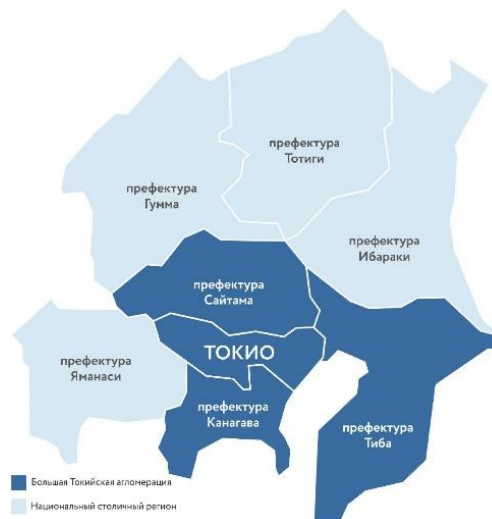 префектура
Тотиги
префектура
Гумма
префектура
Ибараки
префектура
Сайтама
ТОКИО
префектура
Яманаси
префектура
Канагава
префектура
Тиба
Большая Токийская агломерация
Национальный столичный регион